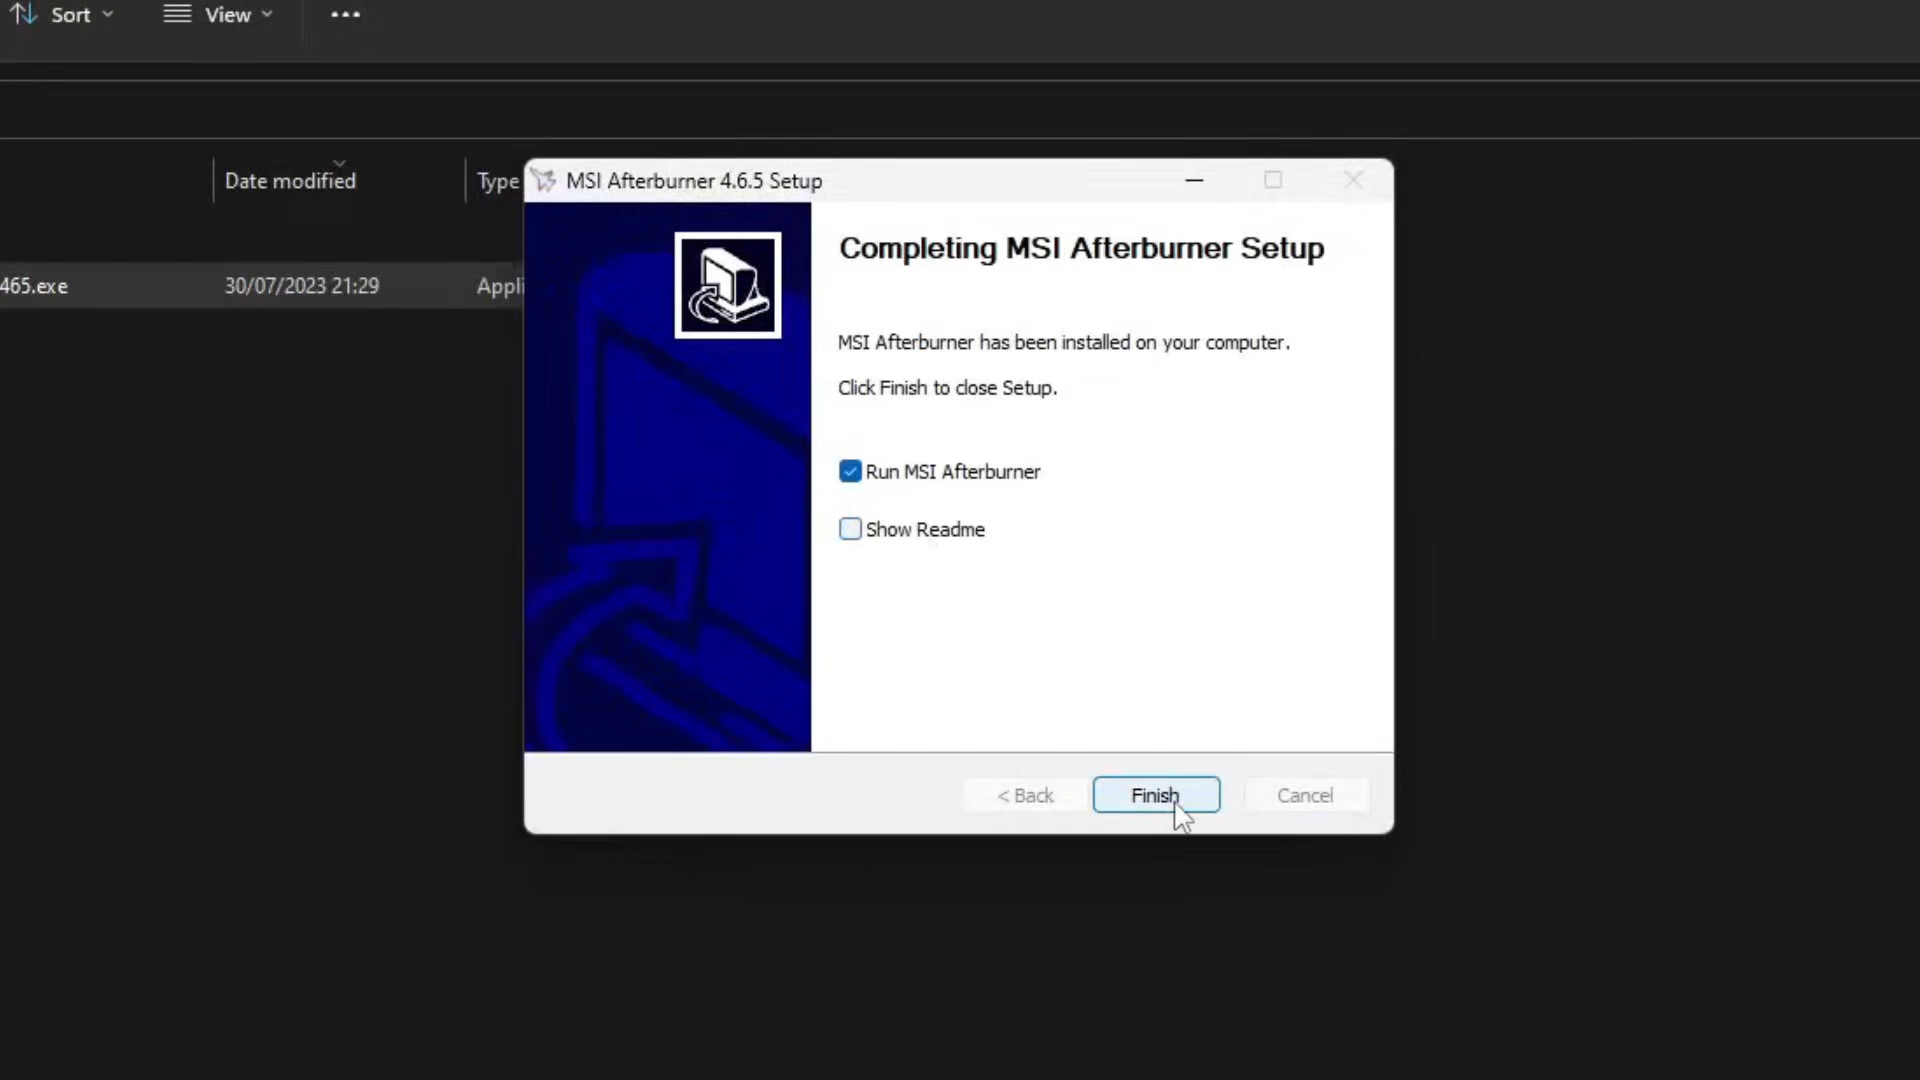 Sort
View
Date modified
Type
465.exe
30/07/2023 21:29
Appli
MSI Afterburner 4.6.5 Setup
Completing MSI Afterburner Setup
MSI Afterburner has been installed on your computer.
Click Finish to close Setup.
Run MSI Afterburner
Show Readme
< Back
Finish
Cancel